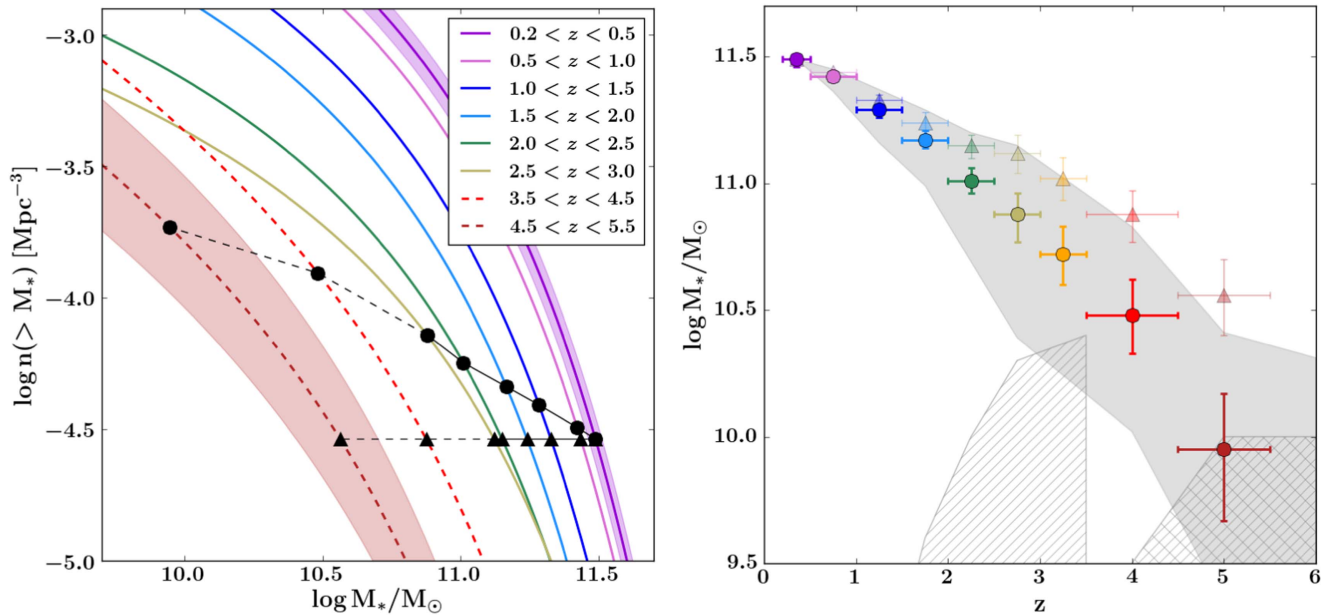 −3.0
−3.5
−4.0
−4.5
−5.0
log n(> M∗) [Mpc−3]
0.2 < z < 0.5
0.5 < z < 1.0
1.0 < z < 1.5
1.5 < z < 2.0
2.0 < z < 2.5
2.5 < z < 3.0
3.5 < z < 4.5
4.5 < z < 5.5
10.0 10.5 11.0 11.5
log M∗/M⊙
11.5
11.0
10.5
10.0
9.5
log M∗/M⊙
0 1 2 3 4 5 6
z